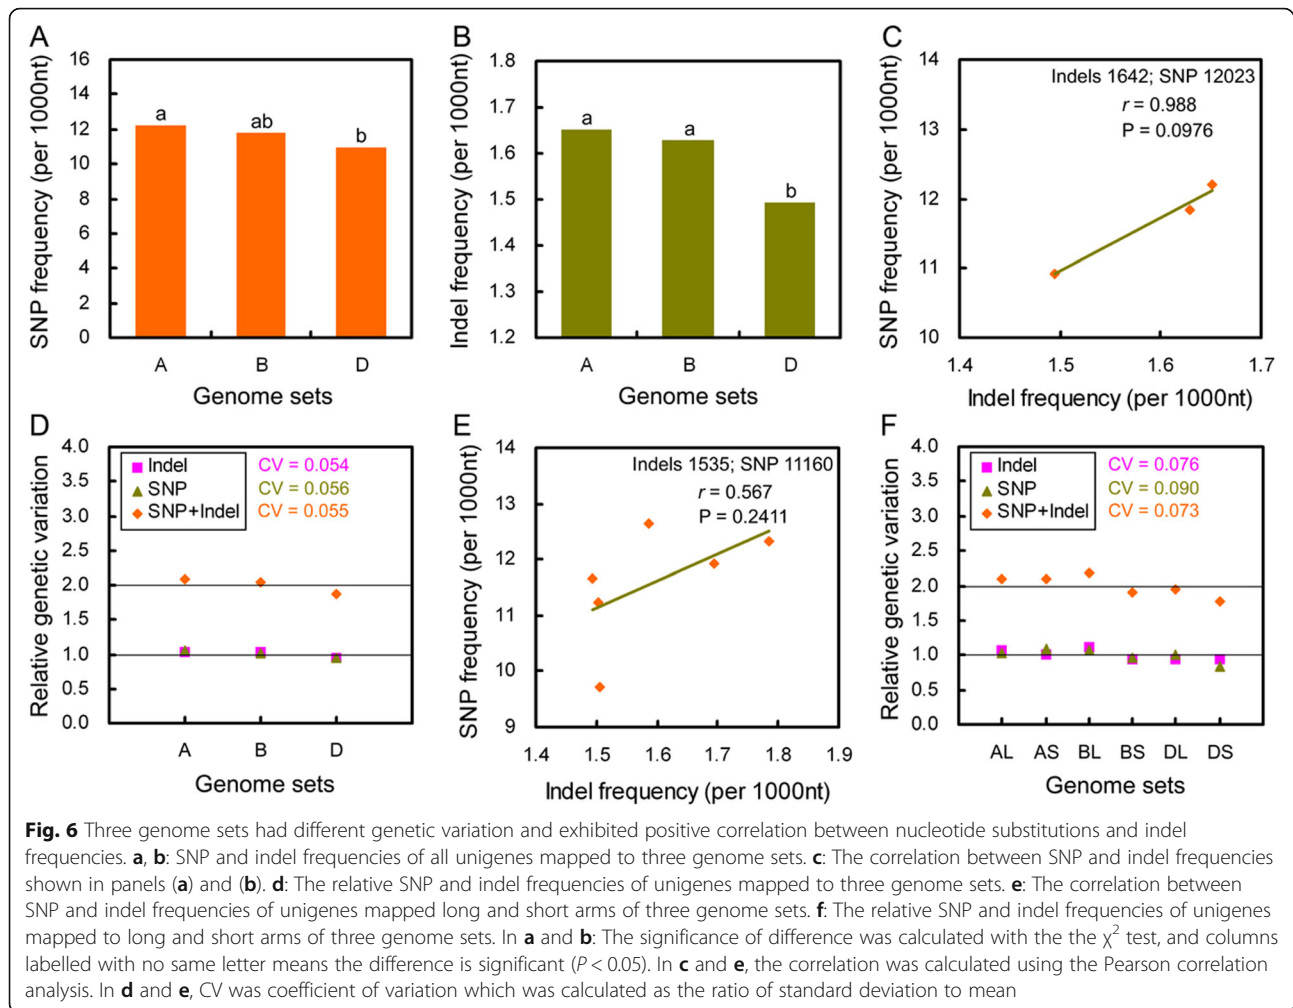 A
SNP frequency (per 1000nt)
16
14
12
10
8
6
4
2
0
a
ab
b
A B D
Genome sets
B
Indel frequency (per 1000nt)
1.8
1.7
1.6
1.5
1.4
1.3
1.2
a
a
b
A B D
Genome sets
C
SNP frequency (per 1000nt)
14
13
12
11
10
Indels 1642; SNP 12023
r = 0.988
P = 0.0976
1.4 1.5 1.6 1.7
Indel frequency (per 1000nt)
D
Relative genetic variation
4.0
3.5
3.0
2.5
2.0
1.5
1.0
0.5
0.0
Indel CV = 0.054
SNP CV = 0.056
SNP+Indel CV = 0.055
A B D
Genome sets
E
SNP frequency (per 1000nt)
14
13
12
11
10
9
Indels 1535; SNP 11160
r = 0.567
P = 0.2411
1.4 1.5 1.6 1.7 1.8 1.9
Indel frequency (per 1000nt)
F
Relative genetic variation
4.0
3.5
3.0
2.5
2.0
1.5
1.0
0.5
0.0
Indel CV = 0.076
SNP CV = 0.090
SNP+Indel CV = 0.073
AL AS BL BS DL DS
Genome sets
Fig. 6 Three genome sets had different genetic variation and exhibited positive correlation between nucleotide substitutions and indel
frequencies. a, b: SNP and indel frequencies of all unigenes mapped to three genome sets. c: The correlation between SNP and indel frequencies
shown in panels (a) and (b). d: The relative SNP and indel frequencies of unigenes mapped to three genome sets. e: The correlation between
SNP and indel frequencies of unigenes mapped long and short arms of three genome sets. f: The relative SNP and indel frequencies of unigenes
mapped to long and short arms of three genome sets. In a and b: The significance of difference was calculated with the the χ² test, and columns
labelled with no same letter means the difference is significant (P < 0.05). In c and e, the correlation was calculated using the Pearson correlation
analysis. In d and e, CV was coefficient of variation which was calculated as the ratio of standard deviation to mean